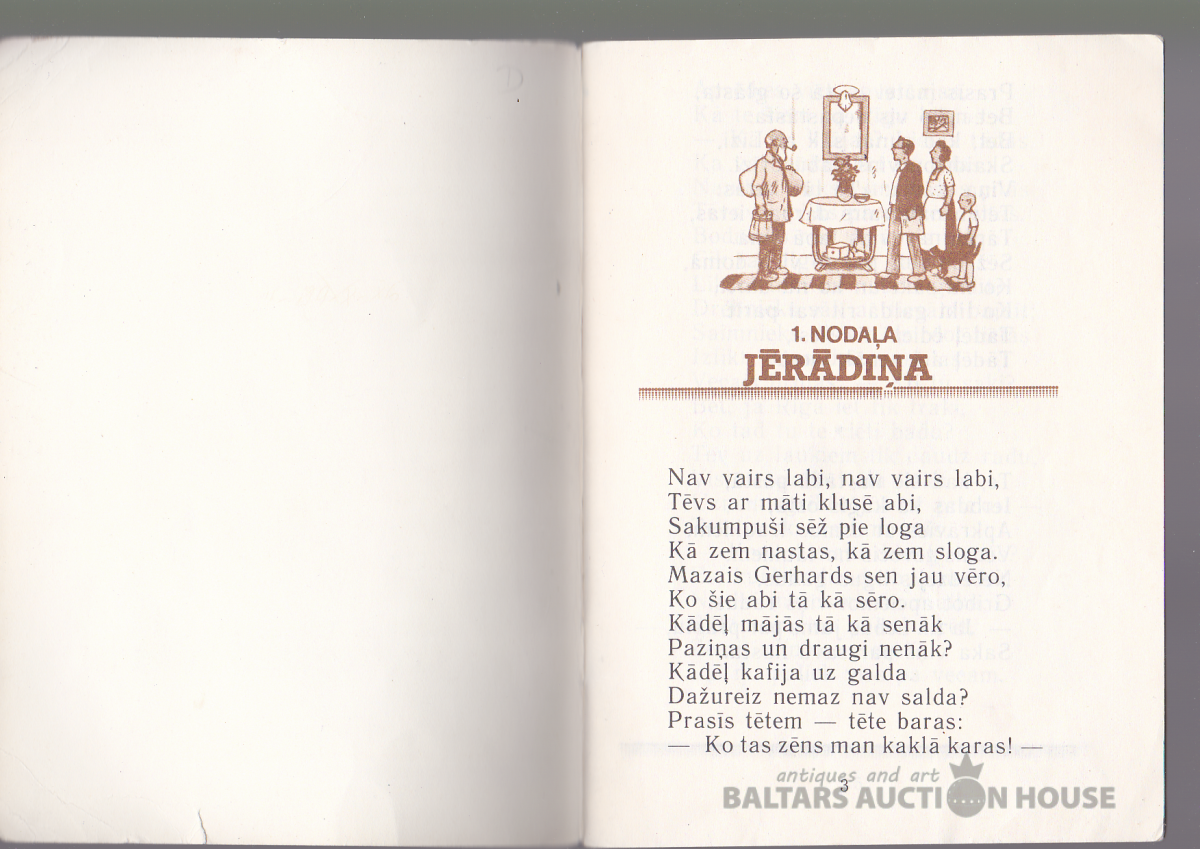 1. NODAĻA
JĒRĀDIŅA
Nav vairs labi, nav vairs labi,
Tēvs ar māti klusē abi,
Sakumpuši sēž pie loga
Kā zem nastas, kā zem sloga.
Mazais Gerhards sen jau vēro,
Ko šie abi tā kā sēro.
Kādēļ mājās tā kā senāk
Paziņas un draugi nenāk?
Kādēļ kafija uz galda
Dažureiz nemaz nav salda?
Prasīs tētem — tēte baras:
— Ko tas zēns man kaklā karas! —
3
antiques and art
BALTARS AUCTION HOUSE